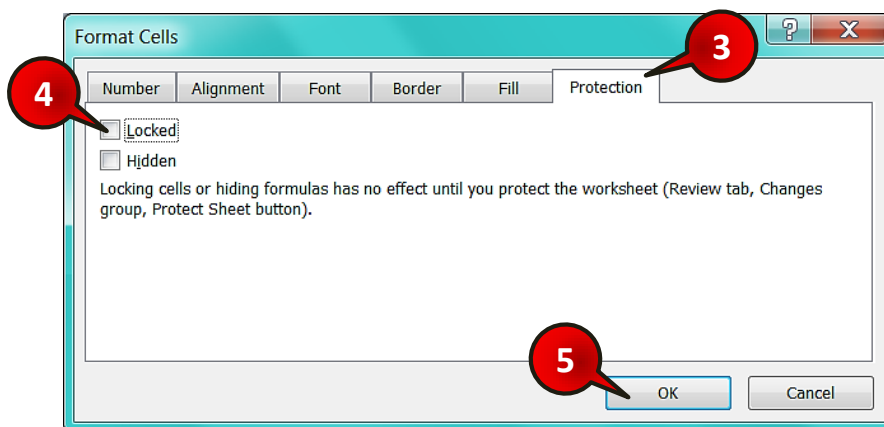 Format Cells
? X
3
Number Alignment Font Border Fill Protection
4
Locked
Hidden
Locking cells or hiding formulas has no effect until you protect the worksheet (Review tab, Changes
group, Protect Sheet button).
5
OK Cancel